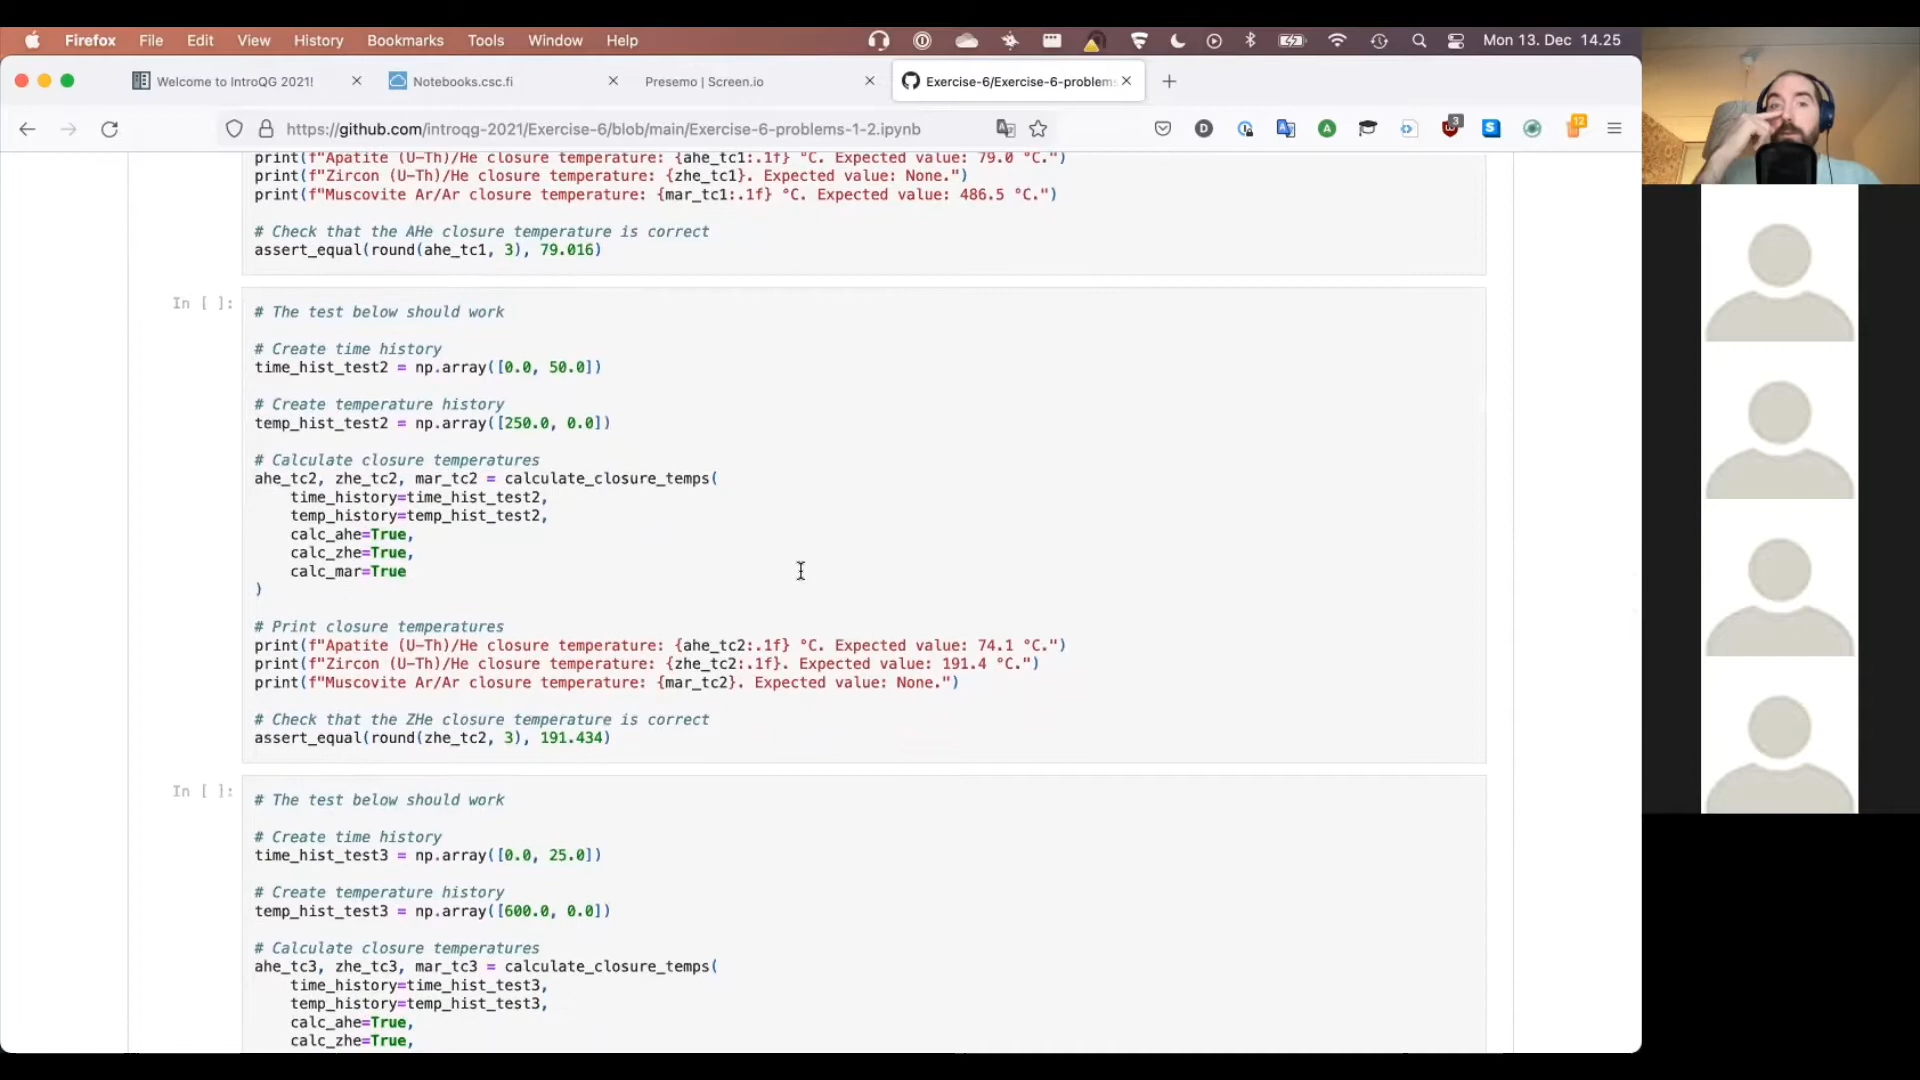 Firefox File Edit View History Bookmarks Tools Window Help Mon 13. Dec 14.25
Welcome to IntroQG 2021! Notebooks.csc.fi Presemo | Screen.io Exercise-6/Exercise-6-problem
https://github.com/introqg-2021/Exercise-6/blob/main/Exercise-6-problems-1-2.ipynb D A 3 S 12
print(f"Apatite (U-Th)/He closure temperature: {ahe_tc1:.1f} °C. Expected value: 79.0 °C.")
print(f"Zircon (U-Th)/He closure temperature: {zhe_tc1}. Expected value: None.")
print(f"Muscovite Ar/Ar closure temperature: {mar_tc1:.1f} °C. Expected value: 486.5 °C.")
# Check that the AHe closure temperature is correct
assert_equal(round(ahe_tc1, 3), 79.016)
In [ ]:
# The test below should work
# Create time history
time_hist_test2 = np.array([0.0, 50.0])
# Create temperature history
temp_hist_test2 = np.array([250.0, 0.0])
# Calculate closure temperatures
ahe_tc2, zhe_tc2, mar_tc2 = calculate_closure_temps(
time_history=time_hist_test2,
temp_history=temp_hist_test2,
calc_ahe=True,
calc_zhe=True,
calc_mar=True
)
# Print closure temperatures
print(f"Apatite (U-Th)/He closure temperature: {ahe_tc2:.1f} °C. Expected value: 74.1 °C.")
print(f"Zircon (U-Th)/He closure temperature: {zhe_tc2:.1f}. Expected value: 191.4 °C.")
print(f"Muscovite Ar/Ar closure temperature: {mar_tc2}. Expected value: None.")
# Check that the ZHe closure temperature is correct
assert_equal(round(zhe_tc2, 3), 191.434)
In [ ]:
# The test below should work
# Create time history
time_hist_test3 = np.array([0.0, 25.0])
# Create temperature history
temp_hist_test3 = np.array([600.0, 0.0])
# Calculate closure temperatures
ahe_tc3, zhe_tc3, mar_tc3 = calculate_closure_temps(
time_history=time_hist_test3,
temp_history=temp_hist_test3,
calc_ahe=True,
calc_zhe=True,